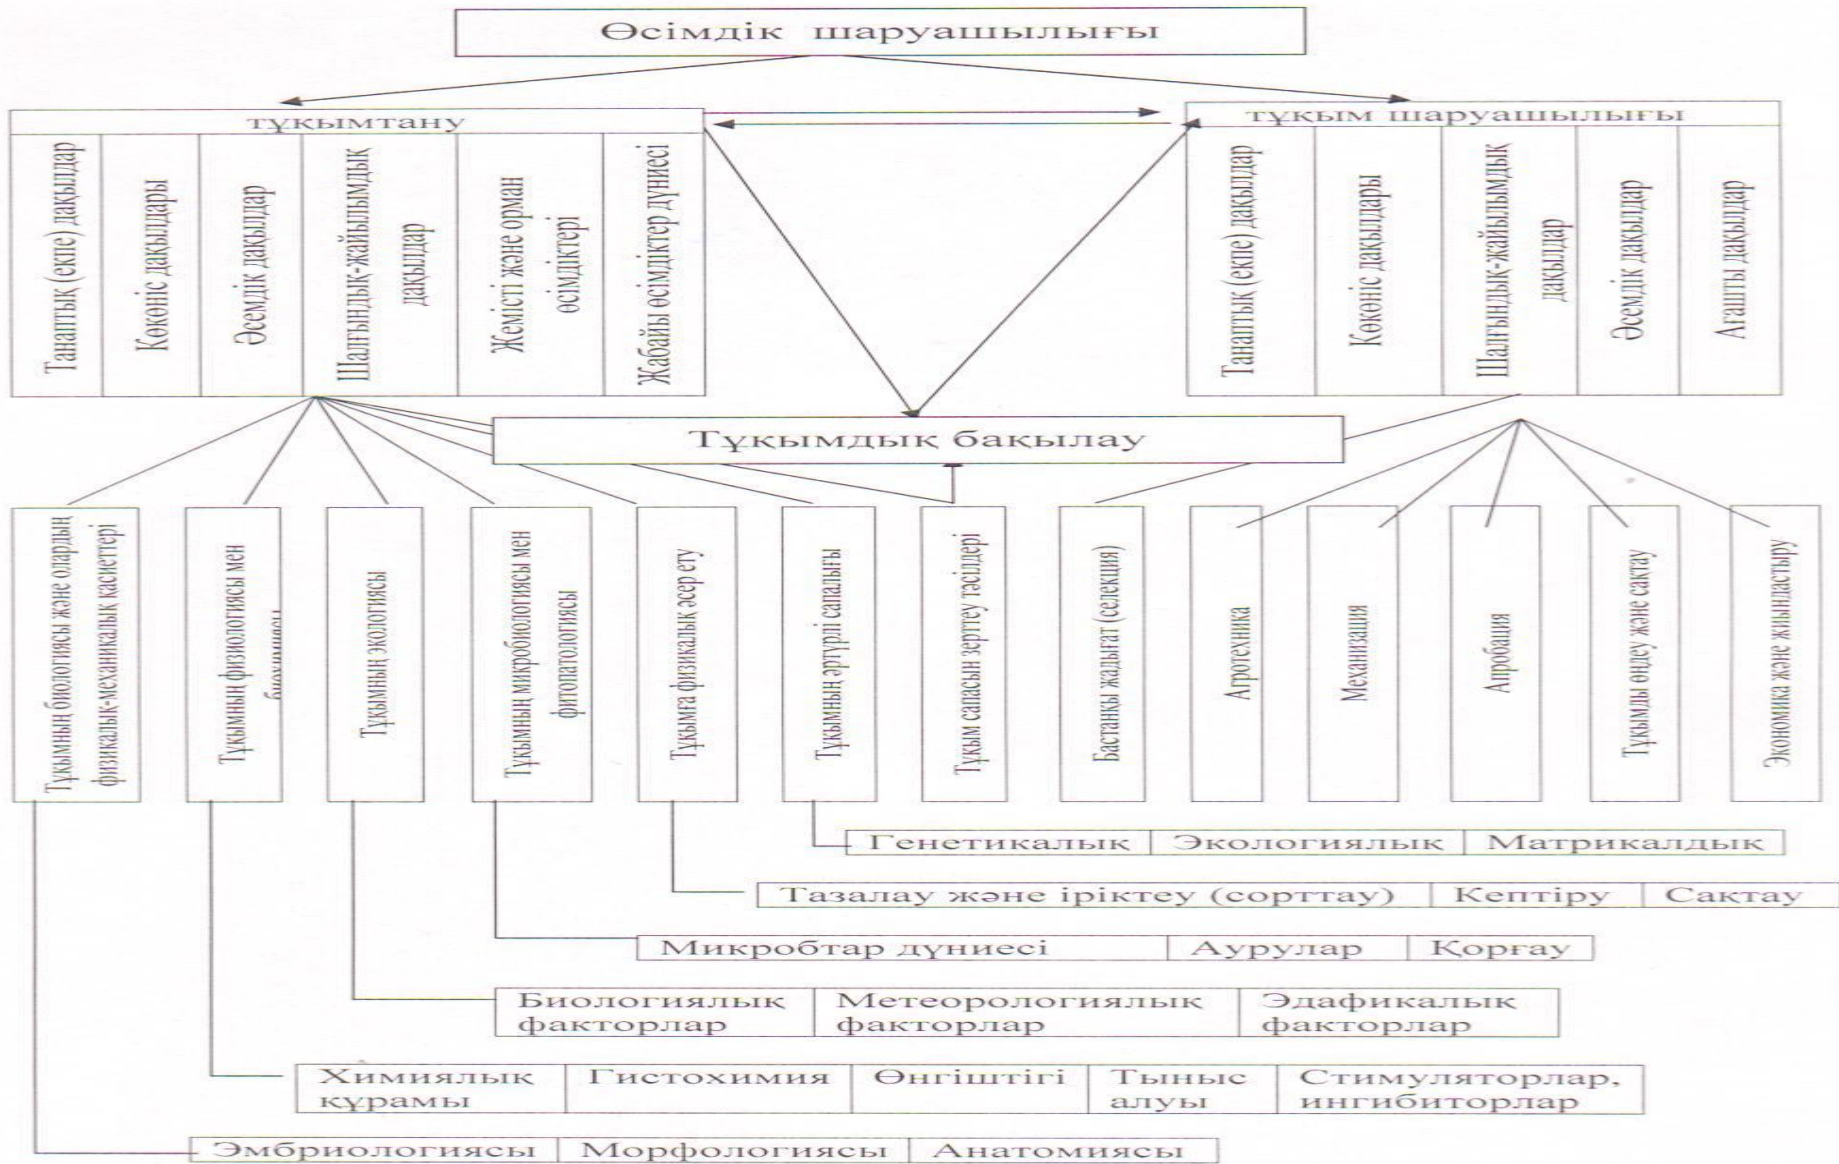 Өсімдік шаруашылығы
тұқымтану
тұқым шаруашылығы
Танаптық (екпе) дақылдар
Көкөніс дақылдары
Әсемдік дақылдар
Шалғындық-жайылымдық
дақылдар
Жемісті және орман
өсімдіктері
Жабайы өсімдіктер дүниесі
Танаптық (екпе) дақылдар
Көкөніс дақылдары
Шалғындық-жайылымдық
дақылдар
Әсемдік дақылдар
Ағашты дақылдар
Тұқымдық бақылау
Тұқымның биологиясы және олардың
физикалық-механикалық қасиеттері
Тұқымның физиологиясы мен
Тұқымның экологиясы
Тұқымның микробиологиясы мен
фитопатологиясы
Тұқымға физикалық әсер ету
Тұқымның әртүрлі сапалығы
Тұқым сапасын зерттеу тәсілдері
Бастапқы жадығат (селекция)
Агротехника
Механизация
Апробация
Тұқымды өңдеу және сақтау
Экономика және жиындастыру
Генетикалық Экологиялық Матрикалдық
Тазалау және іріктеу (сорттау) Кептіру Сақтау
Микробтар дүниесі Аурулар Қорғау
Биологиялық
факторлар
Метеорологиялық
факторлар
Эдафикалық
факторлар
Химиялық
құрамы
Гистохимия
Өнгіштігі
Тыныс
алуы
Стимуляторлар,
ингибиторлар
Эмбриологиясы Морфологиясы Анатомиясы